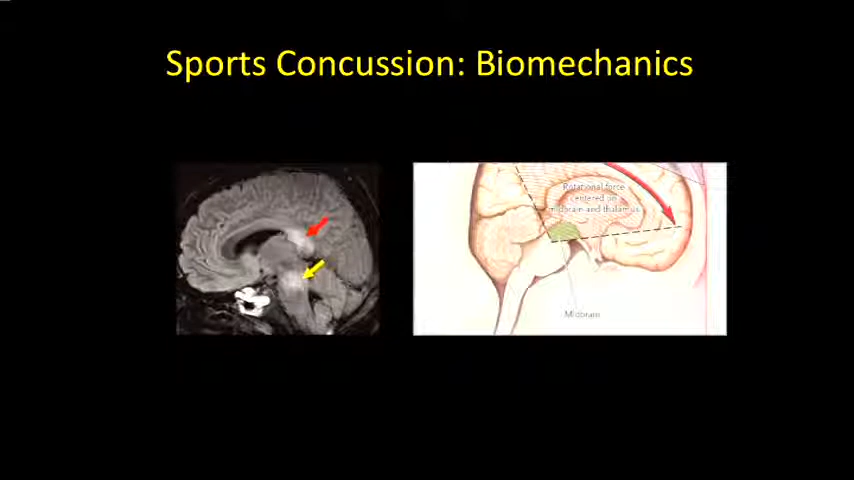 Sports Concussion: Biomechanics
Rotational force
centered on
midbrain and thalamus
Midbrain